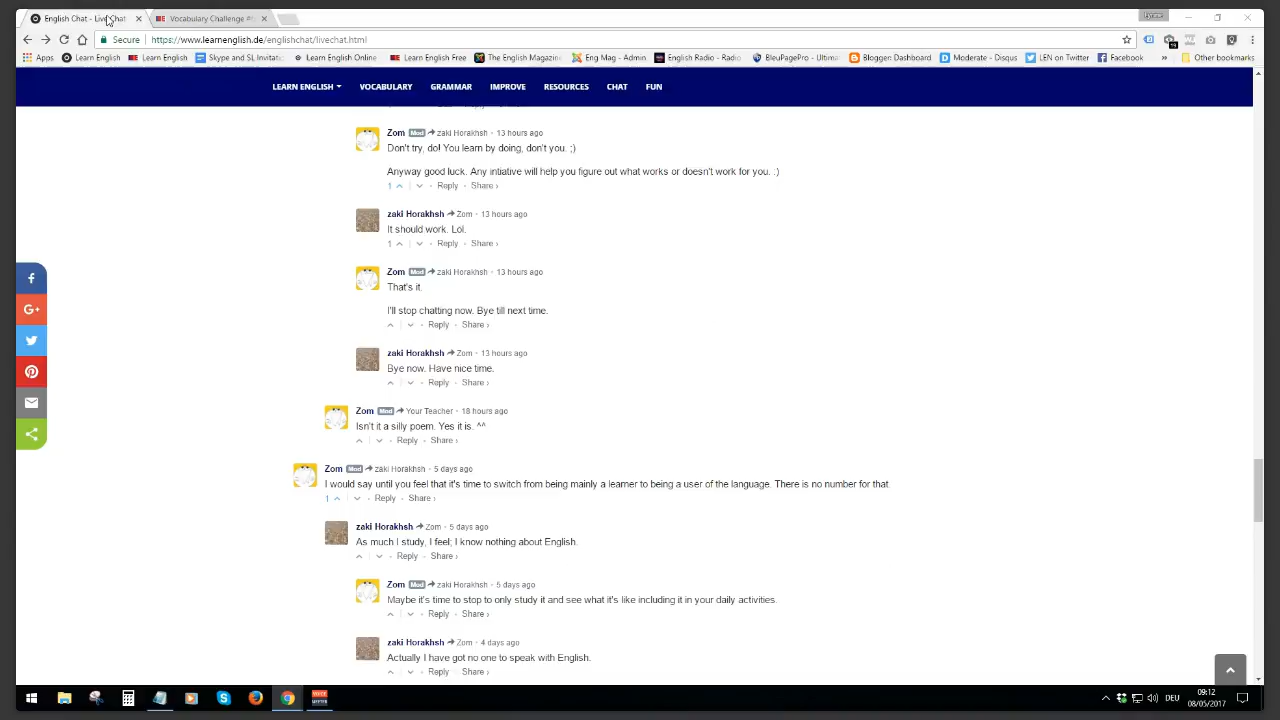 English Chat - Live Chat
Vocabulary Challenge #
Secure
https://www.learnenglish.de/englishchat/livechat.html
Apps
Learn English
Learn English
Skype and SL Invitatio
Learn English Online
Learn English Free
The English Magazine
Eng Mag - Admin
English Radio - Radio
BleuPagePro - Ultima
Blogger: Dashboard
Moderate - Disqus
LEN on Twitter
Facebook
»
Other bookmarks
LEARN ENGLISH
VOCABULARY
GRAMMAR
IMPROVE
RESOURCES
CHAT
FUN
Zom Mod zaki Horakhsh • 13 hours ago
Don't try, do! You learn by doing, don't you. ;)
Anyway good luck. Any intiative will help you figure out what works or doesn't work for you. :)
1 • Reply • Share ›
zaki Horakhsh Zom • 13 hours ago
It should work. Lol.
1 • Reply • Share ›
Zom Mod zaki Horakhsh • 13 hours ago
That's it.
I'll stop chatting now. Bye till next time.
• Reply • Share ›
zaki Horakhsh Zom • 13 hours ago
Bye now. Have nice time.
• Reply • Share ›
Zom Mod Your Teacher • 18 hours ago
Isn't it a silly poem. Yes it is. ^^
• Reply • Share ›
Zom Mod zaki Horakhsh • 5 days ago
I would say until you feel that it's time to switch from being mainly a learner to being a user of the language. There is no number for that.
1 • Reply • Share ›
zaki Horakhsh Zom • 5 days ago
As much I study, I feel; I know nothing about English.
• Reply • Share ›
Zom Mod zaki Horakhsh • 5 days ago
Maybe it's time to stop to only study it and see what it's like including it in your daily activities.
• Reply • Share ›
zaki Horakhsh Zom • 4 days ago
Actually I have got no one to speak with English.
• Reply • Share ›
DEU
09:12
08/05/2017